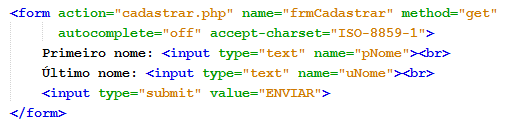 <form action="cadastrar.php" name="frmCadastrar" method="get"
autocomplete="off" accept-charset="ISO-8859-1">
Primeiro nome: <input type="text" name="pNome"><br>
Último nome: <input type="text" name="uNome"><br>
<input type="submit" value="ENVIAR">
</form>